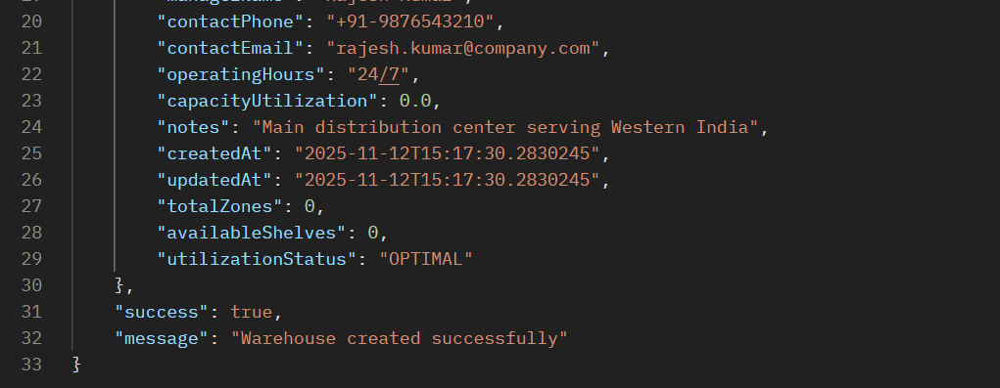 20 "contactPhone": "+91-9876543210",
21 "contactEmail": "rajesh.kumar@company.com",
22 "operatingHours": "24/7",
23 "capacityUtilization": 0.0,
24 "notes": "Main distribution center serving Western India",
25 "createdAt": "2025-11-12T15:17:30.2830245",
26 "updatedAt": "2025-11-12T15:17:30.2830245",
27 "totalZones": 0,
28 "availableShelves": 0,
29 "utilizationStatus": "OPTIMAL"
30 },
31 "success": true,
32 "message": "Warehouse created successfully"
33 }